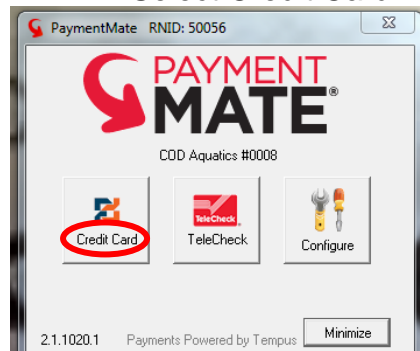 PaymentMate RNID: 50056
PAYMENT
MATE®
COD Aquatics #0008
Credit Card
TeleCheck.
TeleCheck
Configure
2.1.1020.1 Payments Powered by Tempus Minimize